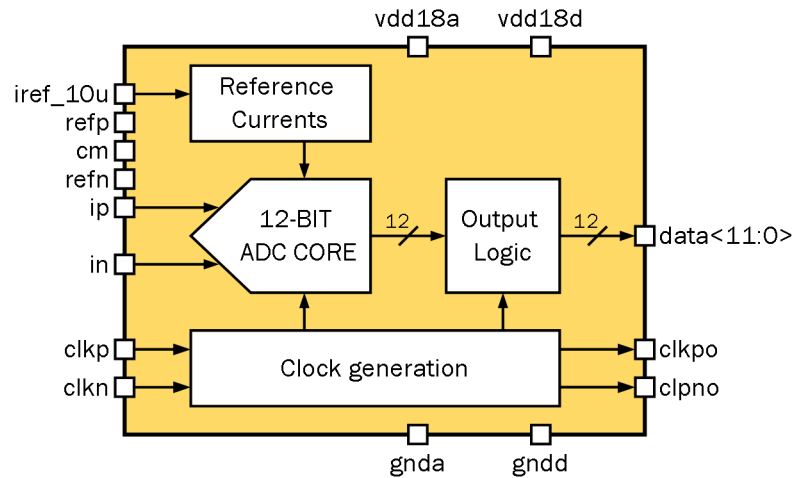 vdd18a
vdd18d
iref_10u
Reference
Currents
refp
cm
refn
ip
12-BIT
ADC CORE
12
Output
Logic
12
data<11:0>
in
clkp
clkn
Clock generation
clkpo
clpno
gnda
gndd